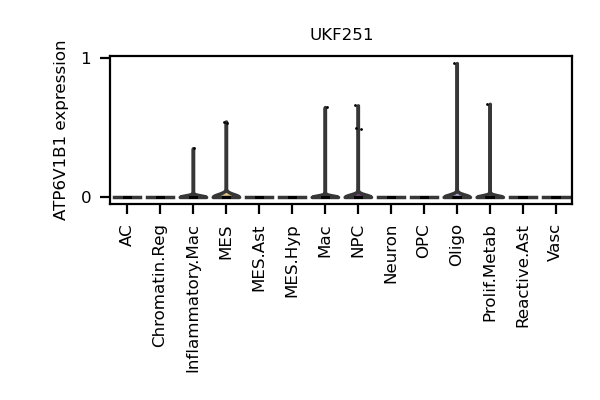 UKF251
ATP6V1B1 expression
1
0
AC
Chromatin.Reg
Inflammatory.Mac
MES
MES.Ast
MES.Hyp
Mac
NPC
Neuron
OPC
Oligo
Prolif.Metab
Reactive.Ast
Vasc